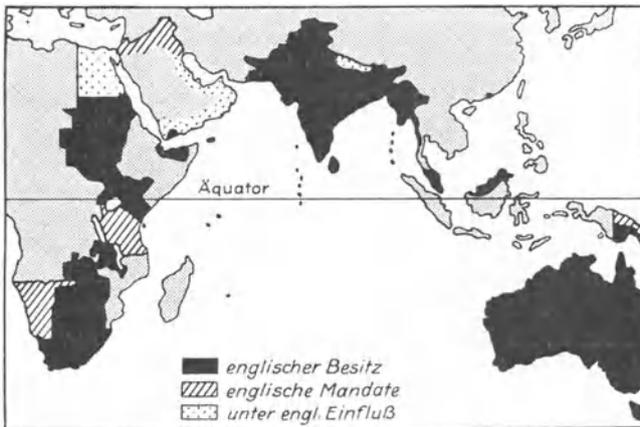 Äquator
englischer Besitz
englische Mandate
unter engl. Einfluß